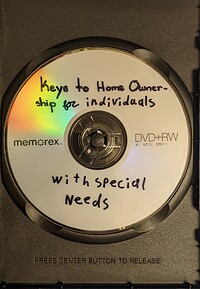 Keys to Home Owner-
ship for individuals
memorex
DVD+RW
with special
Needs
PRESS CENTER BUTTON TO RELEASE